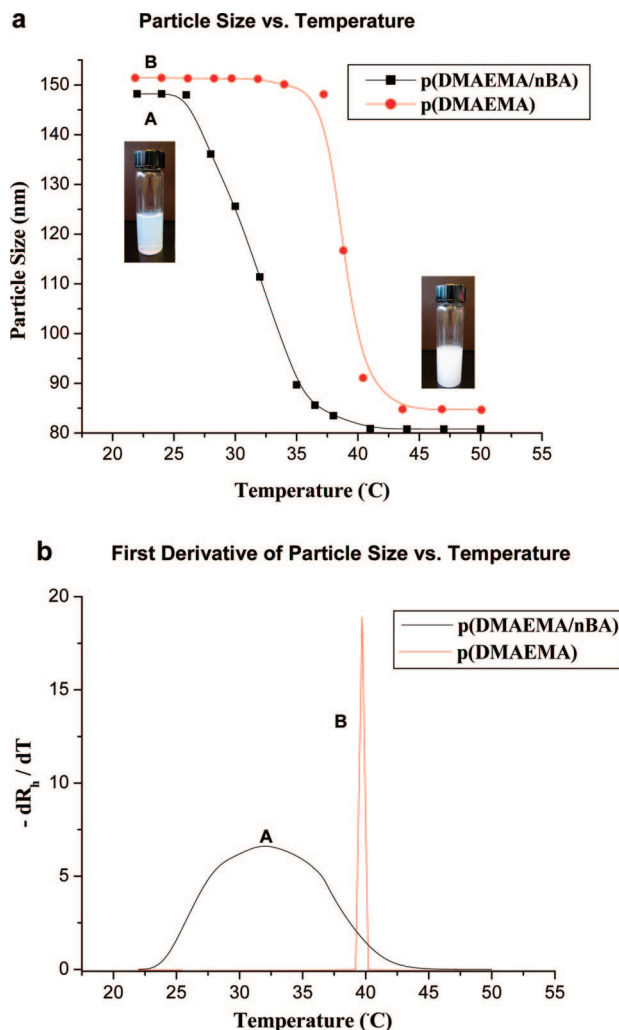 a
Particle Size vs. Temperature
B
A
p(DMAEMA/nBA)
p(DMAEMA)
150
140
130
120
110
100
90
80
Particle Size (nm)
20 25 30 35 40 45 50 55
Temperature (˙C)
b
First Derivative of Particle Size vs. Temperature
p(DMAEMA/nBA)
p(DMAEMA)
B
A
20
15
10
5
0
- dRh / dT
20 25 30 35 40 45 50 55
Temperature (˙C)